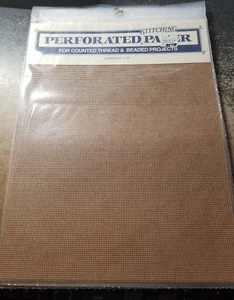 STITCHING
PERFORATED PAPER
FOR COUNTED THREAD & BEADED PROJECTS